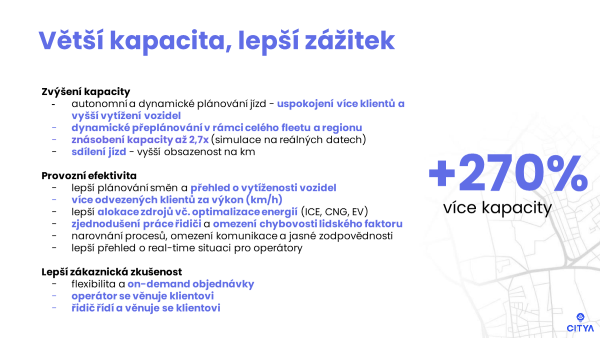 Větší kapacita, lepší zážitek
Zvýšení kapacity
- autonomní a dynamické plánování jízd - uspokojení více klientů a
vyšší vytížení vozidel
- dynamické přeplánování v rámci celého fleetu a regionu
- znásobení kapacity až 2,7x (simulace na reálných datech)
- sdílení jízd - vyšší obsazenost na km
Provozní efektivita
- lepší plánování směn a přehled o vytíženosti vozidel
- více odvezených klientů za výkon (km/h)
- lepší alokace zdrojů vč. optimalizace energií (ICE, CNG, EV)
- zjednodušení práce řidičů a omezení chybovosti lidského faktoru
- narovnání procesů, omezení komunikace a jasné zodpovědnosti
- lepší přehled o real-time situaci pro operátory
Lepší zákaznická zkušenost
- flexibilita a on-demand objednávky
- operátor se věnuje klientovi
- řidič řídí a věnuje se klientovi
+270%
více kapacity
CITYA